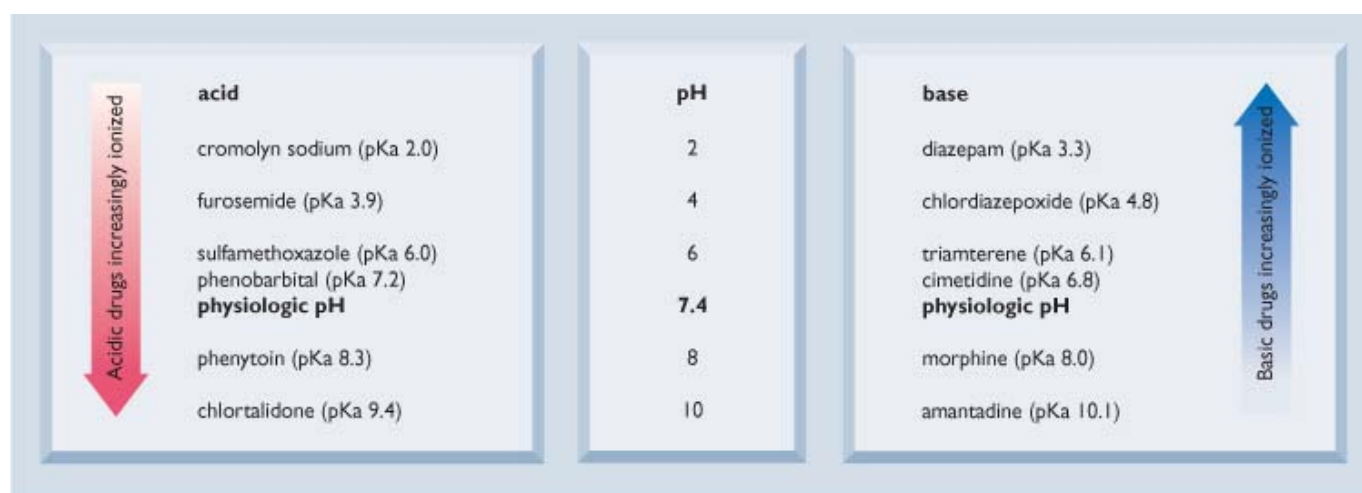 Acidic drugs increasingly ionized
acid
cromolyn sodium (pKa 2.0)
furosemide (pKa 3.9)
sulfamethoxazole (pKa 6.0)
phenobarbital (pKa 7.2)
physiologic pH
phenytoin (pKa 8.3)
chlortalidone (pKa 9.4)
pH
2
4
6
7.4
8
10
base
diazepam (pKa 3.3)
chlordiazepoxide (pKa 4.8)
triamterene (pKa 6.1)
cimetidine (pKa 6.8)
physiologic pH
morphine (pKa 8.0)
amantadine (pKa 10.1)
Basic drugs increasingly ionized